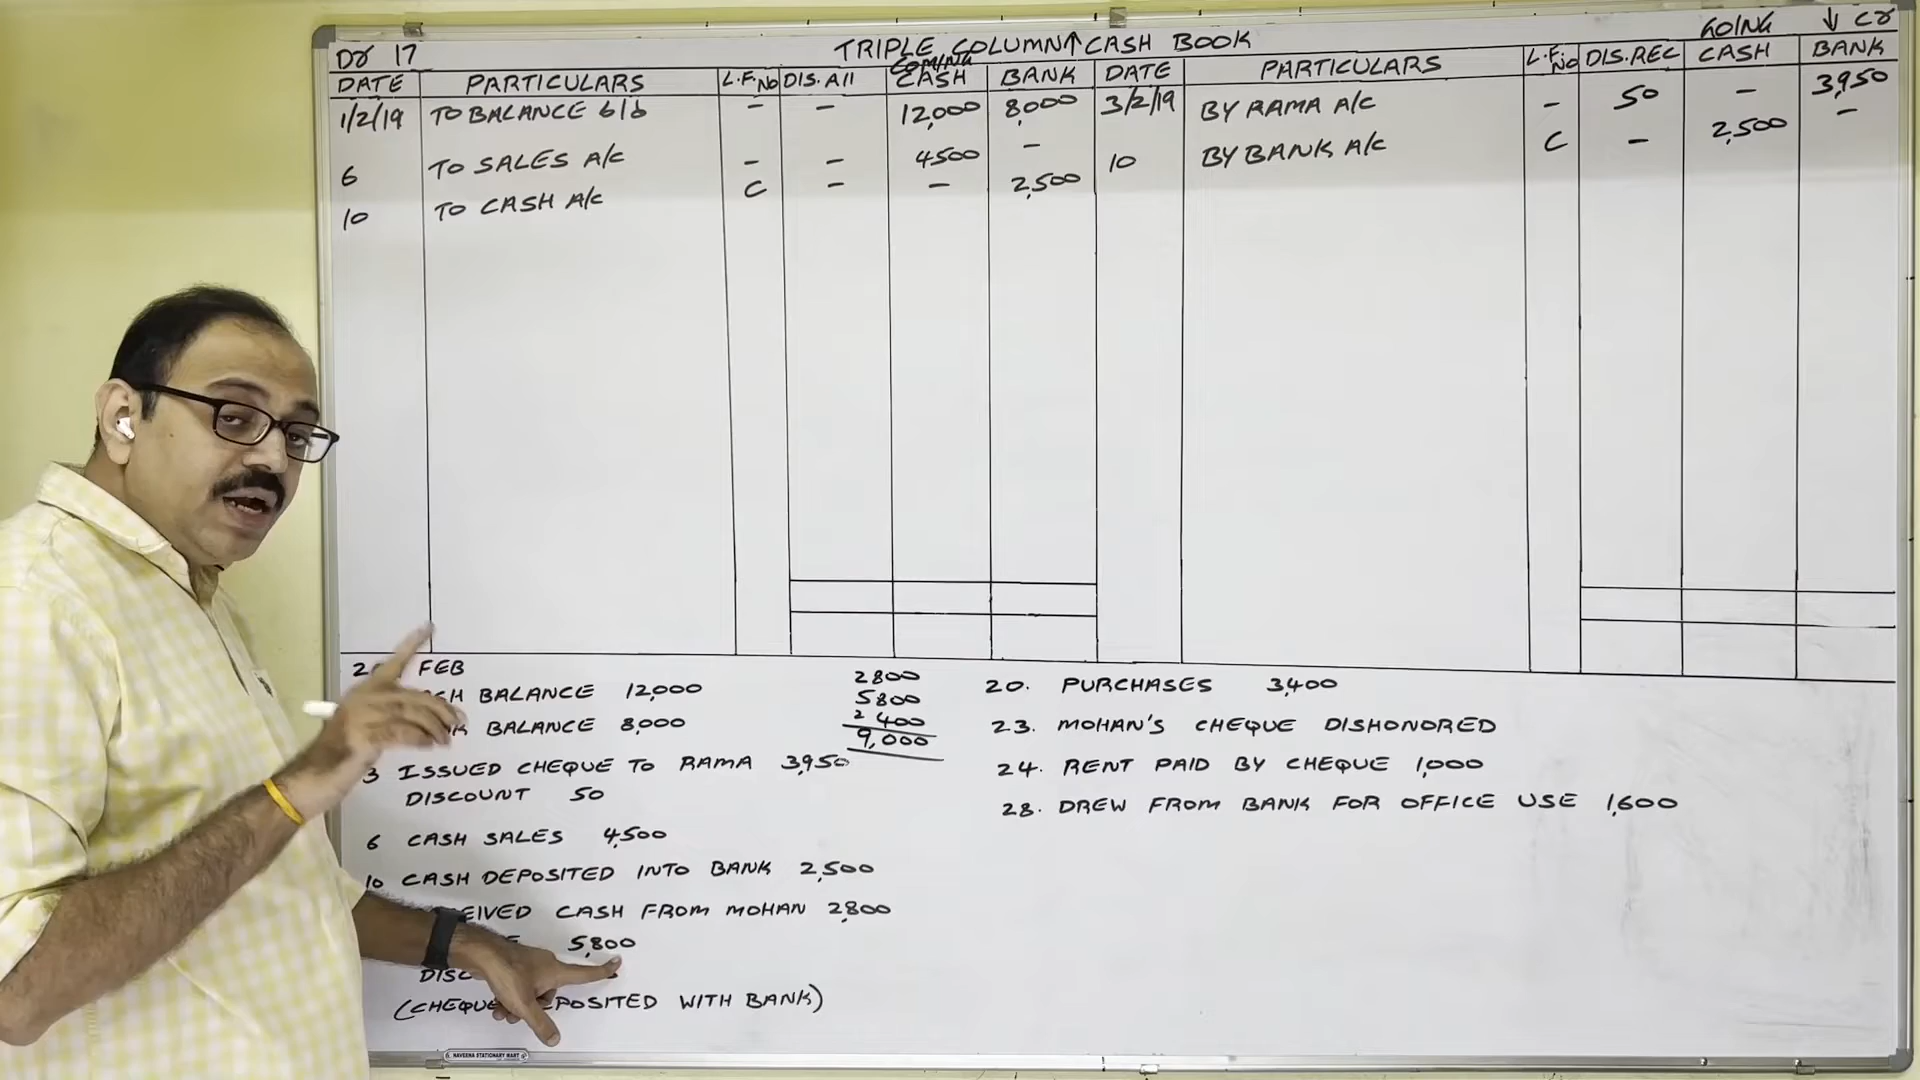 GOING ↓ Cr
Dr 17 TRIPLE COLUMN↑ CASH BOOK
COMING
DATE PARTICULARS L.F. No DIS. All CASH BANK DATE PARTICULARS L.F. No DIS. REC CASH BANK
1/2/19 TO BALANCE b/d - - 12,000 8,000 3/2/19 BY RAMA A/C - 50 - 3,950
6 TO SALES A/C - - 4500 - 10 BY BANK A/C C - 2,500 -
10 TO CASH A/C C - - 2,500
FEB
BALANCE 12,000
BALANCE 8,000
3 ISSUED CHEQUE TO RAMA 3,950
DISCOUNT 50
6 CASH SALES 4,500
10 CASH DEPOSITED INTO BANK 2,500
CASH FROM MOHAN 2,800
5,800
(CHEQUE DEPOSITED WITH BANK)
2800
5800
2 400
9,000
20. PURCHASES 3,400
23. MOHAN'S CHEQUE DISHONORED
24. RENT PAID BY CHEQUE 1,000
28. DREW FROM BANK FOR OFFICE USE 1,600
NAVEENA STATIONARY MART